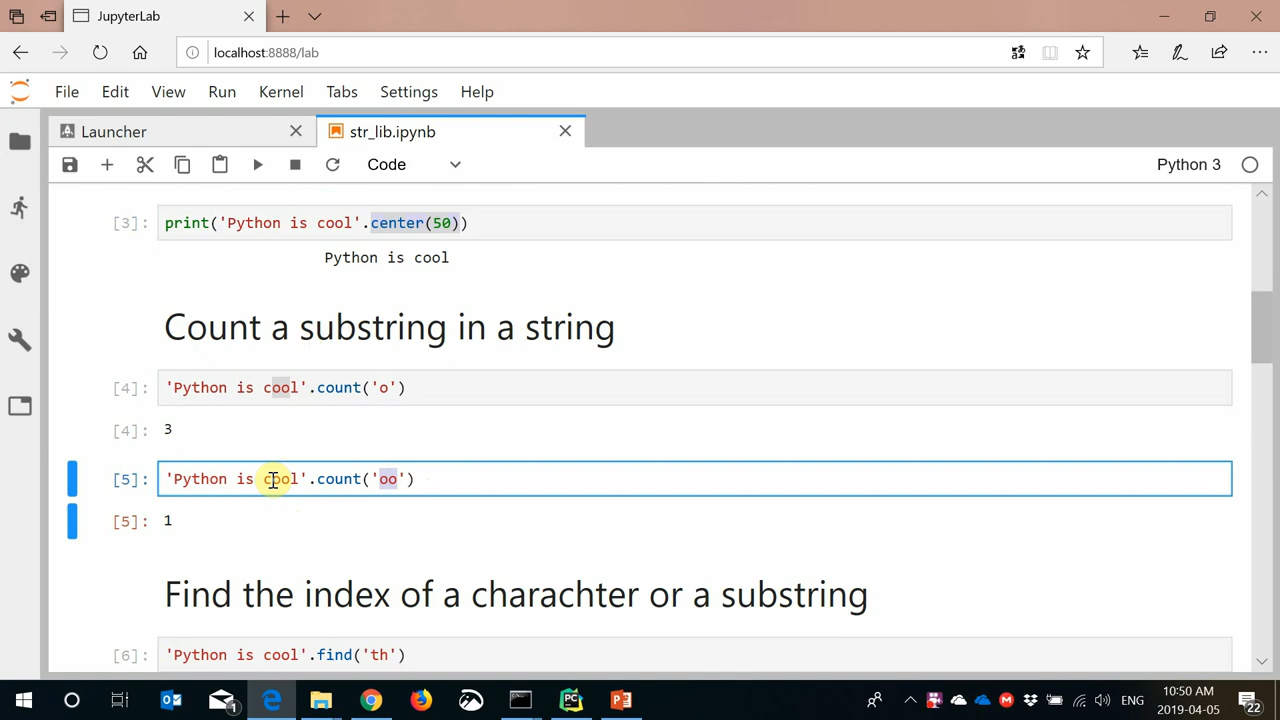 JupyterLab
localhost:8888/lab
File Edit View Run Kernel Tabs Settings Help
Launcher str_lib.ipynb
Code Python 3
[3]: print('Python is cool'.center(50))
Python is cool
Count a substring in a string
[4]: 'Python is cool'.count('o')
[4]: 3
[5]: 'Python is cool'.count('oo')
[5]: 1
Find the index of a charachter or a substring
[6]: 'Python is cool'.find('th')
1 ENG 10:50 AM
2019-04-05 22